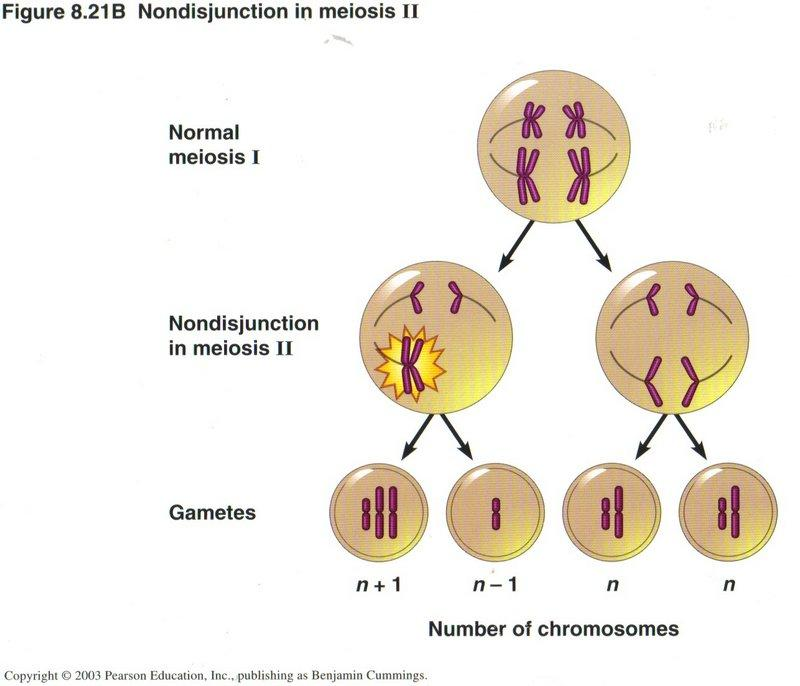 Figure 8.21B Nondisjunction in meiosis II
Normal
meiosis I
Nondisjunction
in meiosis II
Gametes
n + 1
n – 1
n
n
Number of chromosomes
Copyright © 2003 Pearson Education, Inc., publishing as Benjamin Cummings.